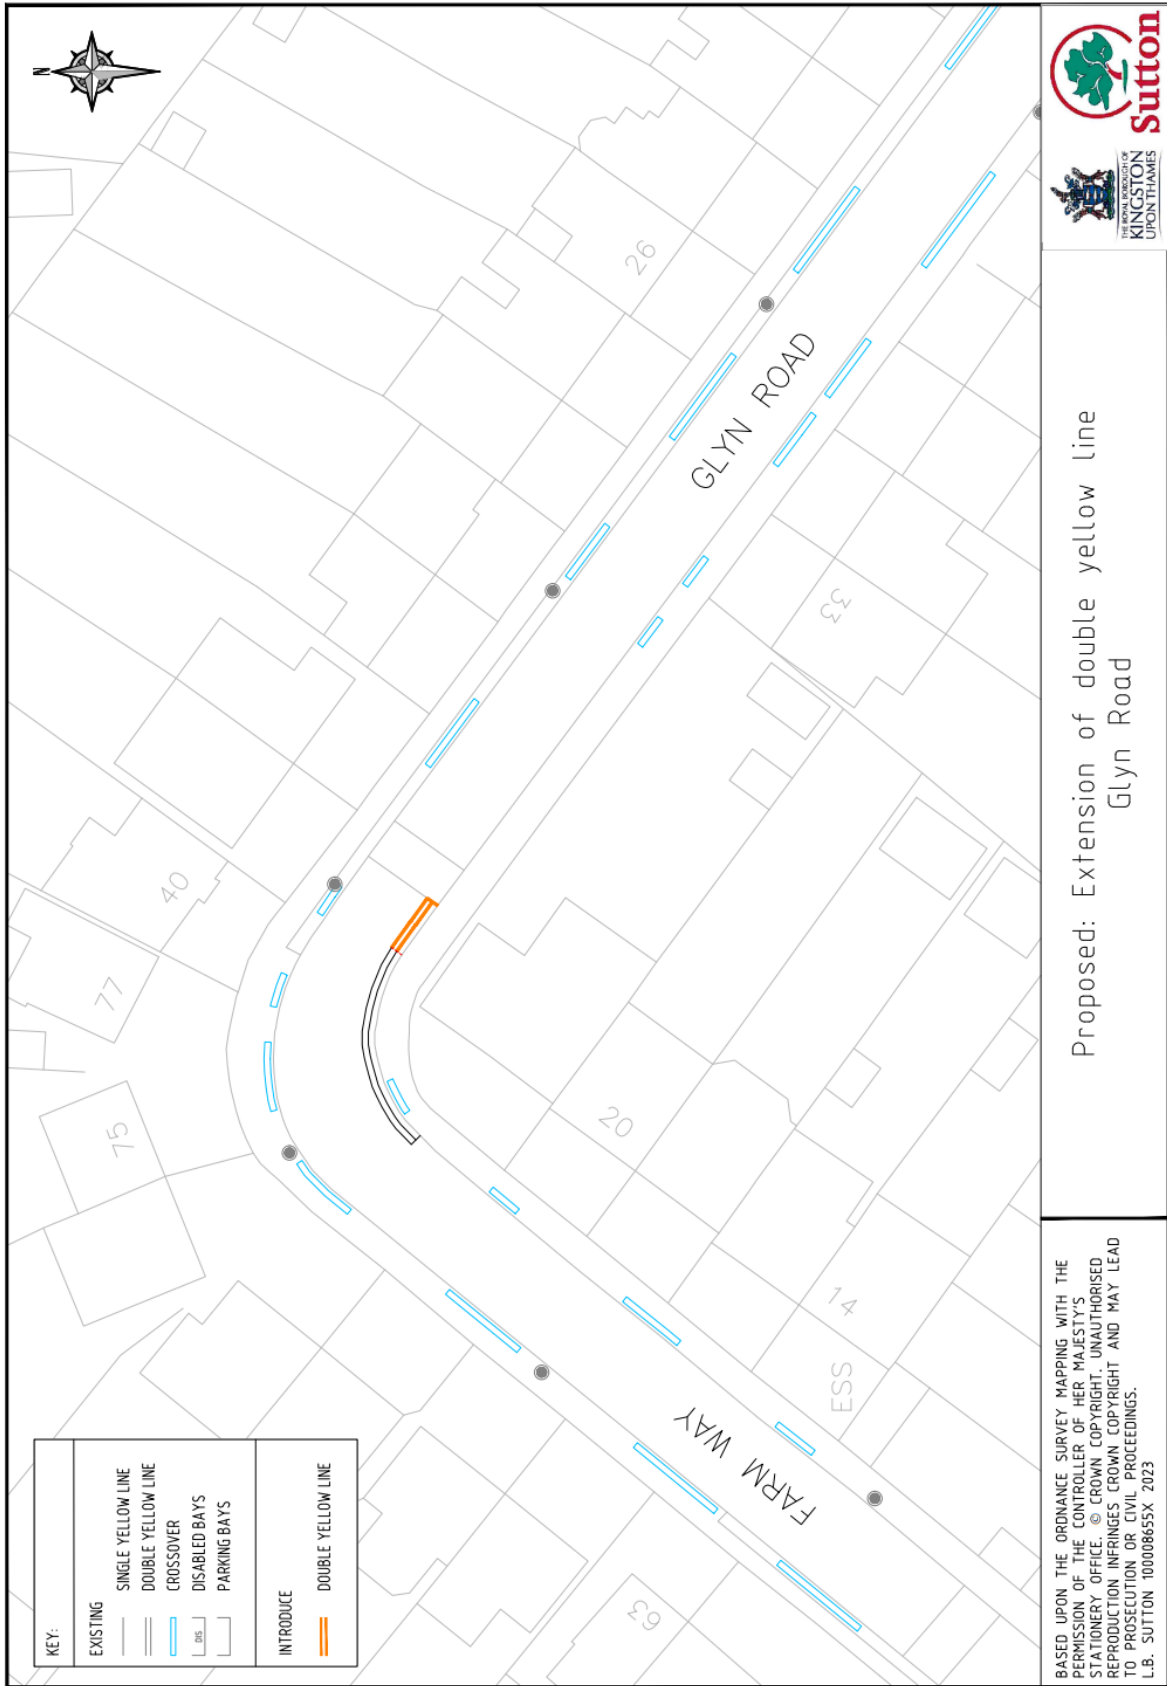 N
KEY:
EXISTING
SINGLE YELLOW LINE
DOUBLE YELLOW LINE
CROSSOVER
DIS
DISABLED BAYS
PARKING BAYS
INTRODUCE
DOUBLE YELLOW LINE
75
77
40
26
GLYN ROAD
33
20
14
ESS
FARM WAY
63
BASED UPON THE ORDNANCE SURVEY MAPPING WITH THE
PERMISSION OF THE CONTROLLER OF HER MAJESTY'S
STATIONERY OFFICE. © CROWN COPYRIGHT. UNAUTHORISED
REPRODUCTION INFRINGES CROWN COPYRIGHT AND MAY LEAD
TO PROSECUTION OR CIVIL PROCEEDINGS.
L.B. SUTTON 100008655X 2023
Proposed: Extension of double yellow line
Glyn Road
THE ROYAL BOROUGH OF
KINGSTON
UPON THAMES
Sutton